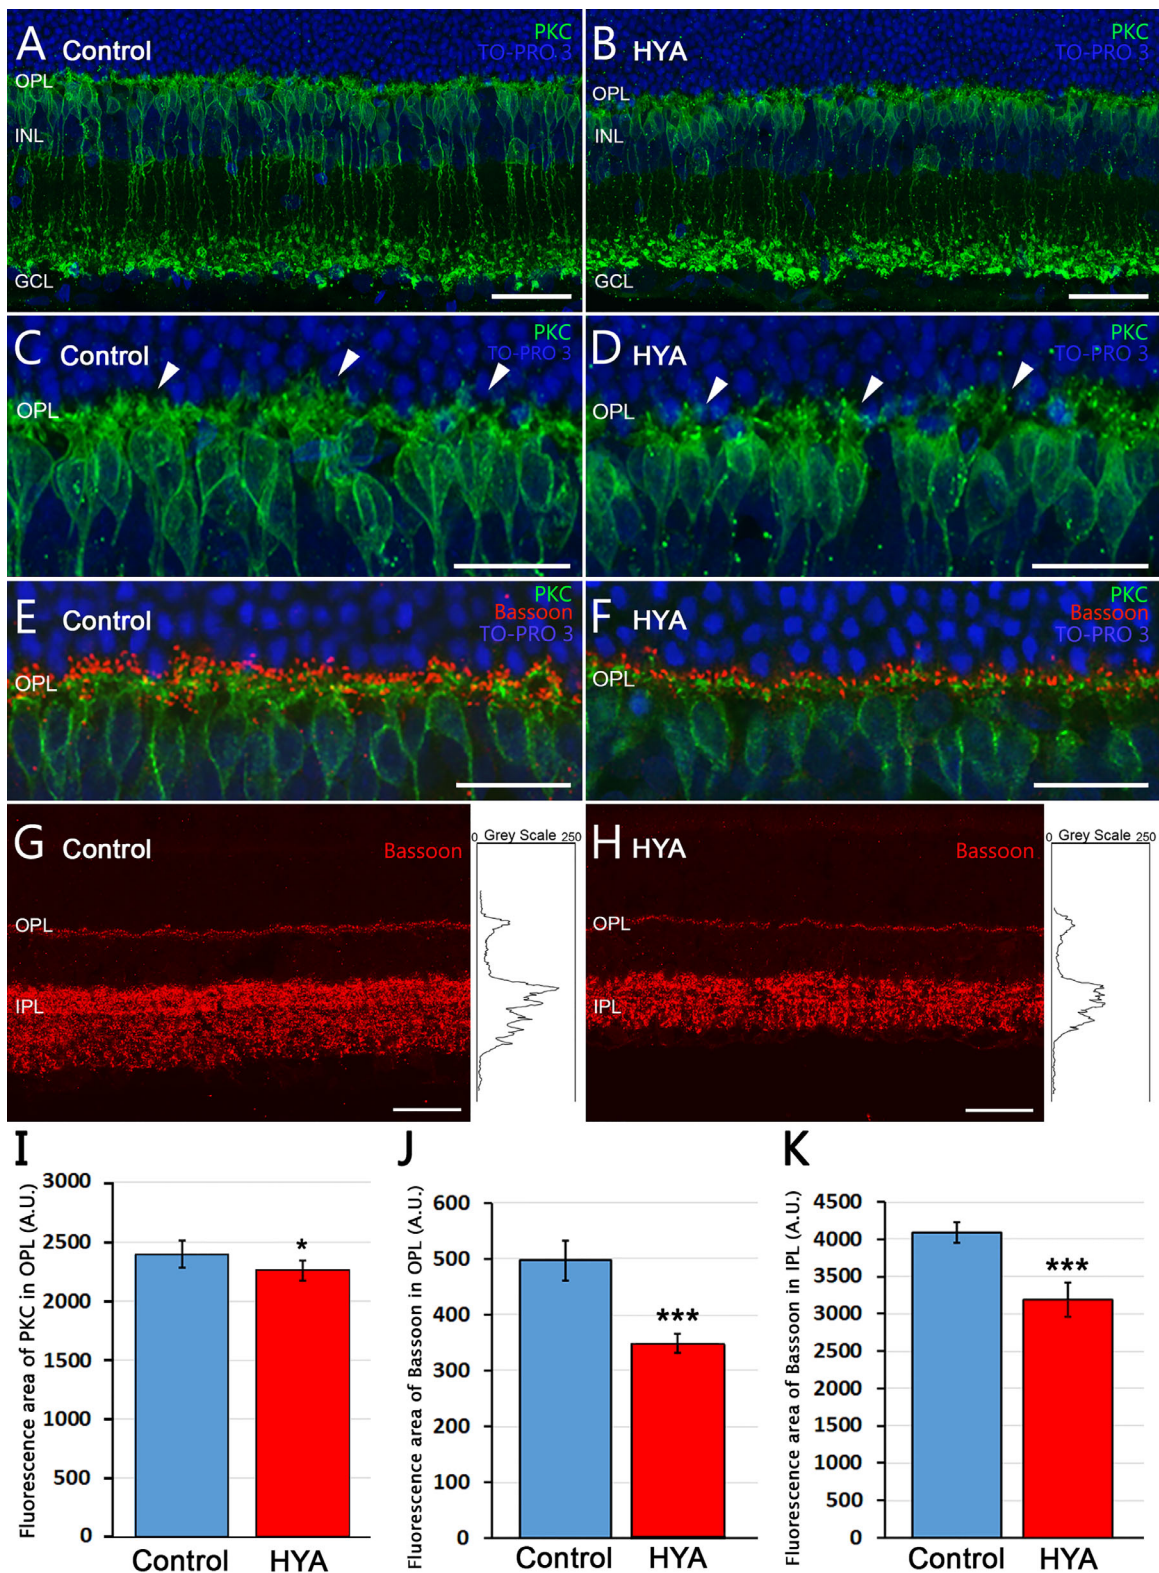 A Control
PKC
TO-PRO 3
OPL
INL
GCL
B HYA
PKC
TO-PRO 3
OPL
INL
GCL
C Control
PKC
TO-PRO 3
OPL
D HYA
PKC
TO-PRO 3
OPL
E Control
PKC
Bassoon
TO-PRO 3
OPL
F HYA
PKC
Bassoon
TO-PRO 3
OPL
G Control
Bassoon
OPL
IPL
0 Grey Scale 250
H HYA
Bassoon
OPL
IPL
0 Grey Scale 250
I
Fluorescence area of PKC in OPL (A.U.)
3000
2500
2000
1500
1000
500
0
*
Control HYA
J
Fluorescence area of Bassoon in OPL (A.U.)
600
500
400
300
200
100
0
***
Control HYA
K
Fluorescence area of Bassoon in IPL (A.U.)
4500
4000
3500
3000
2500
2000
1500
1000
500
0
***
Control HYA